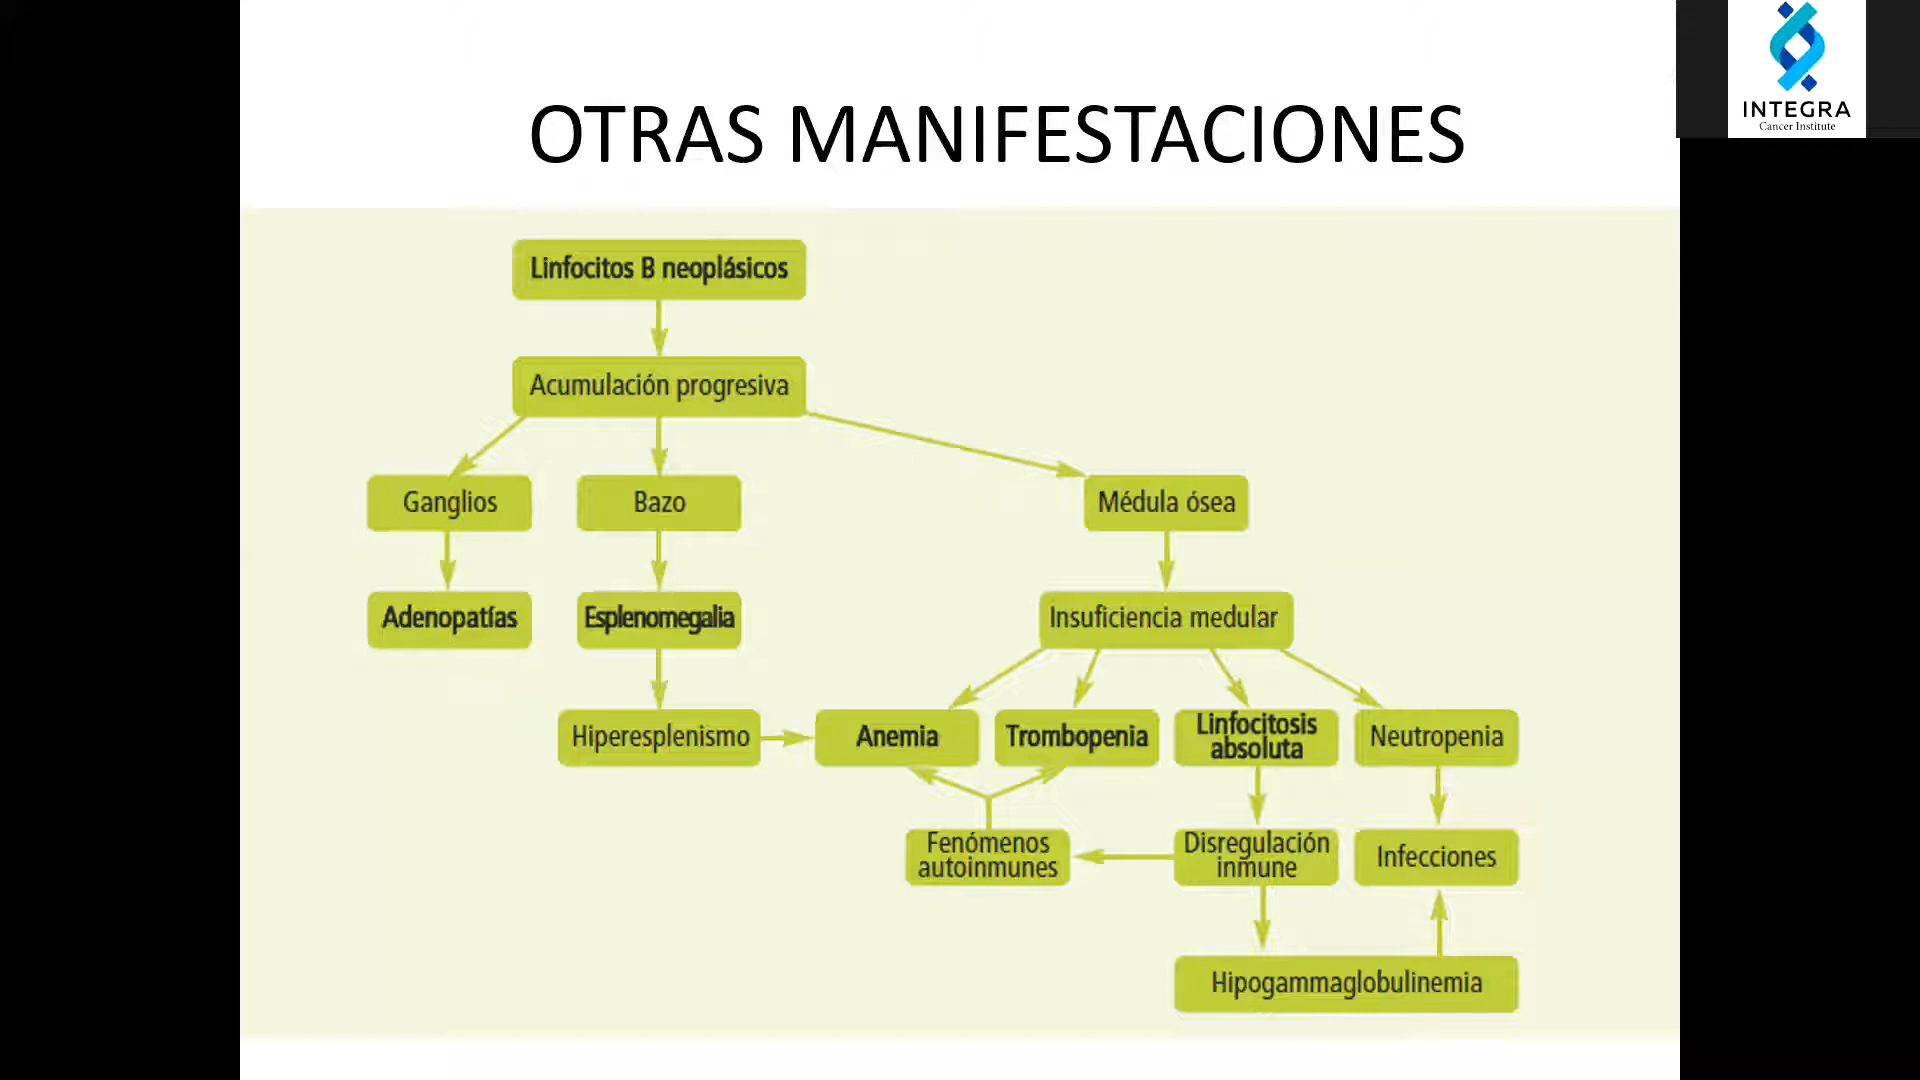 INTEGRA
Cancer Institute
OTRAS MANIFESTACIONES
Linfocitos B neoplásicos
Acumulación progresiva
Ganglios
Bazo
Médula ósea
Adenopatías
Esplenomegalia
Insuficiencia medular
Hiperesplenismo
Anemia
Trombopenia
Linfocitosis
absoluta
Neutropenia
Fenómenos
autoinmunes
Disregulación
inmune
Infecciones
Hipogammaglobulinemia